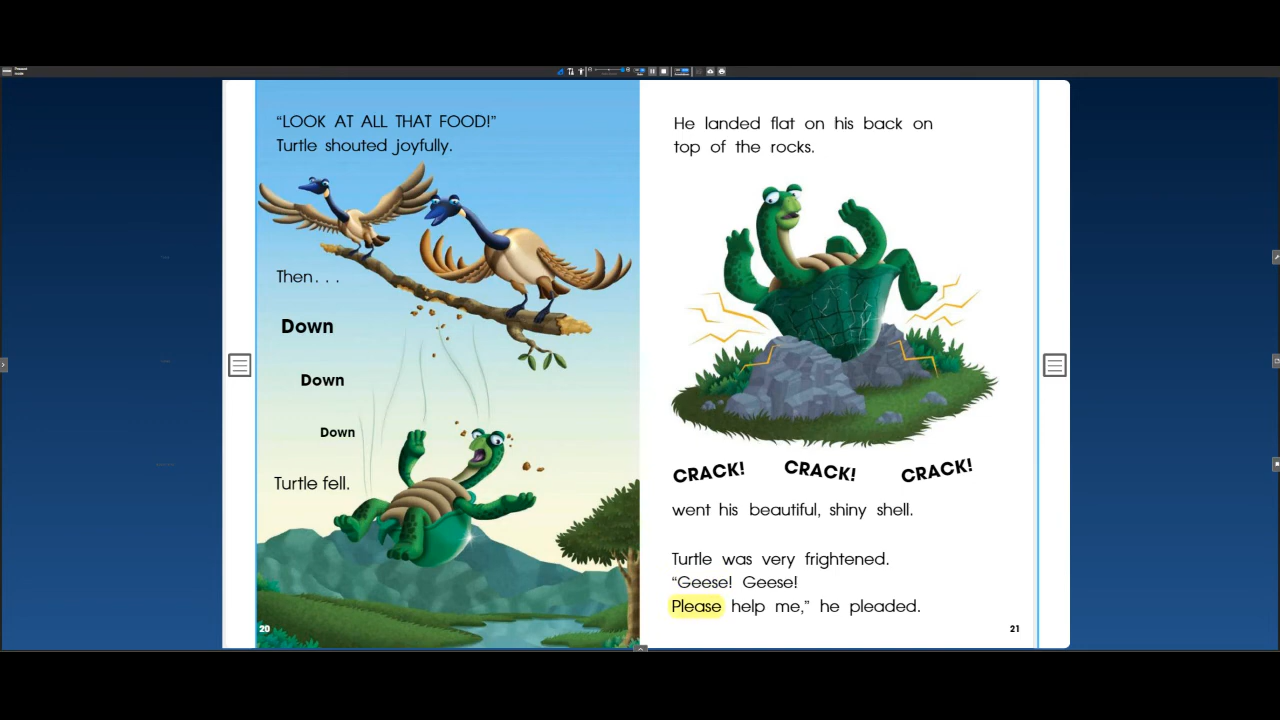 Present
mode
“LOOK AT ALL THAT FOOD!”
Turtle shouted joyfully.
Then . . .
Down
Down
Down
Turtle fell.
20
He landed flat on his back on
top of the rocks.
CRACK! CRACK! CRACK!
went his beautiful, shiny shell.
Turtle was very frightened.
“Geese! Geese!
Please help me,” he pleaded.
21